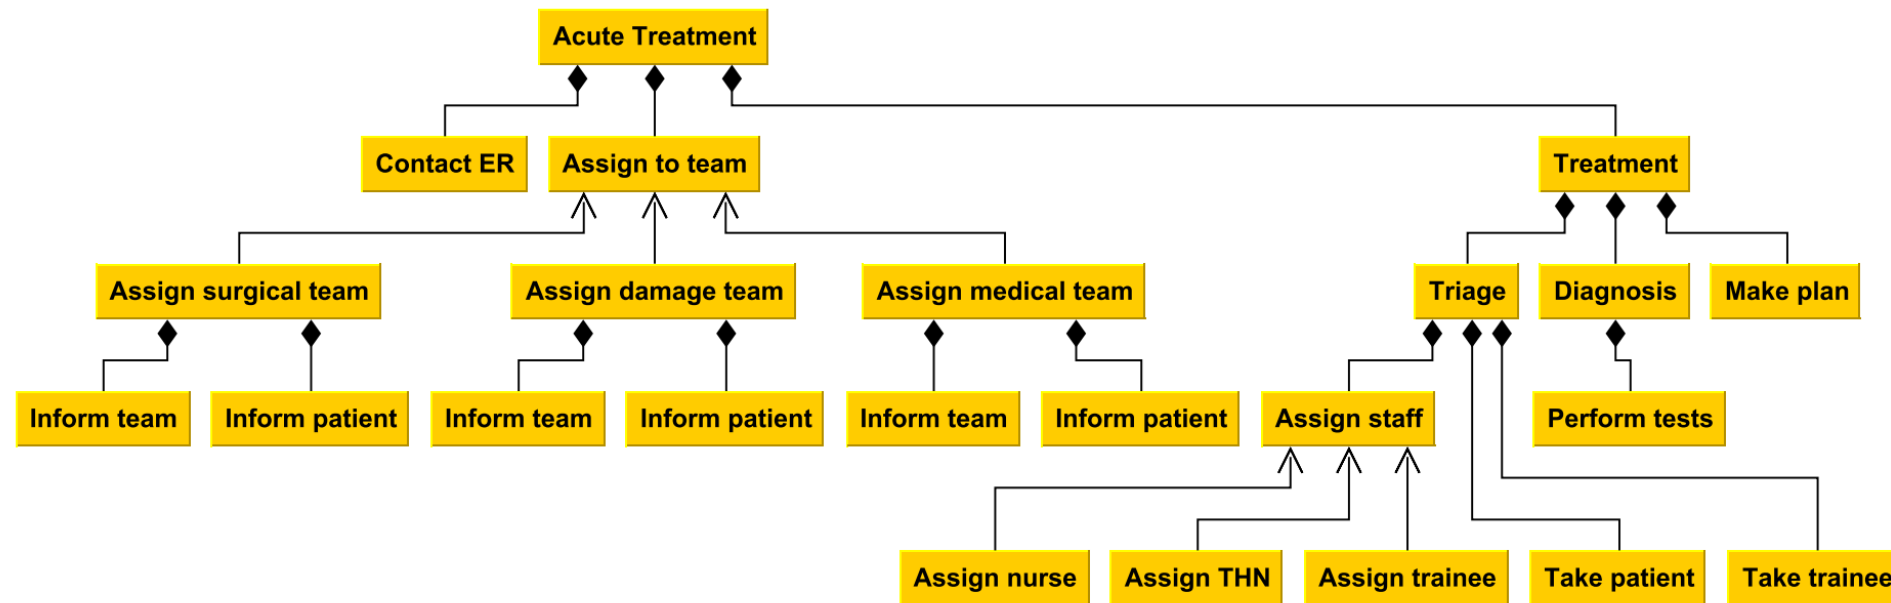 Acute Treatment
Contact ER
Assign to team
Treatment
Assign surgical team
Assign damage team
Assign medical team
Triage
Diagnosis
Make plan
Inform team
Inform patient
Inform team
Inform patient
Inform team
Inform patient
Assign staff
Perform tests
Assign nurse
Assign THN
Assign trainee
Take patient
Take trainee